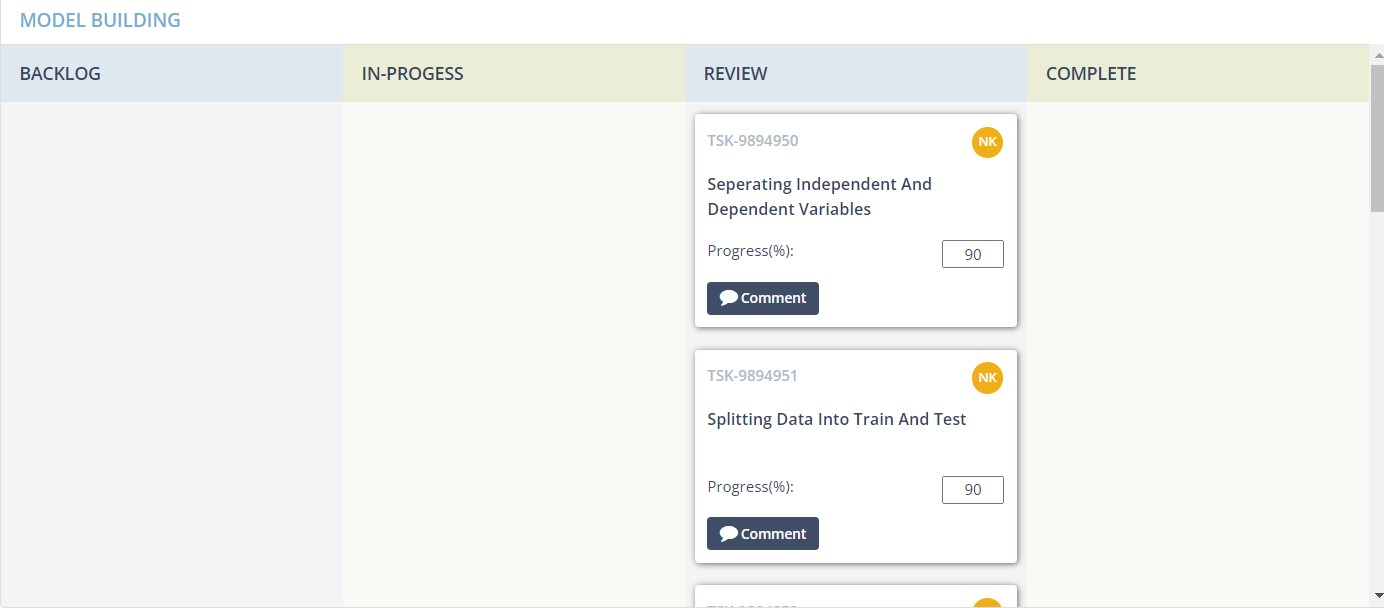 MODEL BUILDING
BACKLOG
IN-PROGESS
REVIEW
COMPLETE
TSK-9894950
NK
Seperating Independent And
Dependent Variables
Progress(%):
90
Comment
TSK-9894951
NK
Splitting Data Into Train And Test
Progress(%):
90
Comment